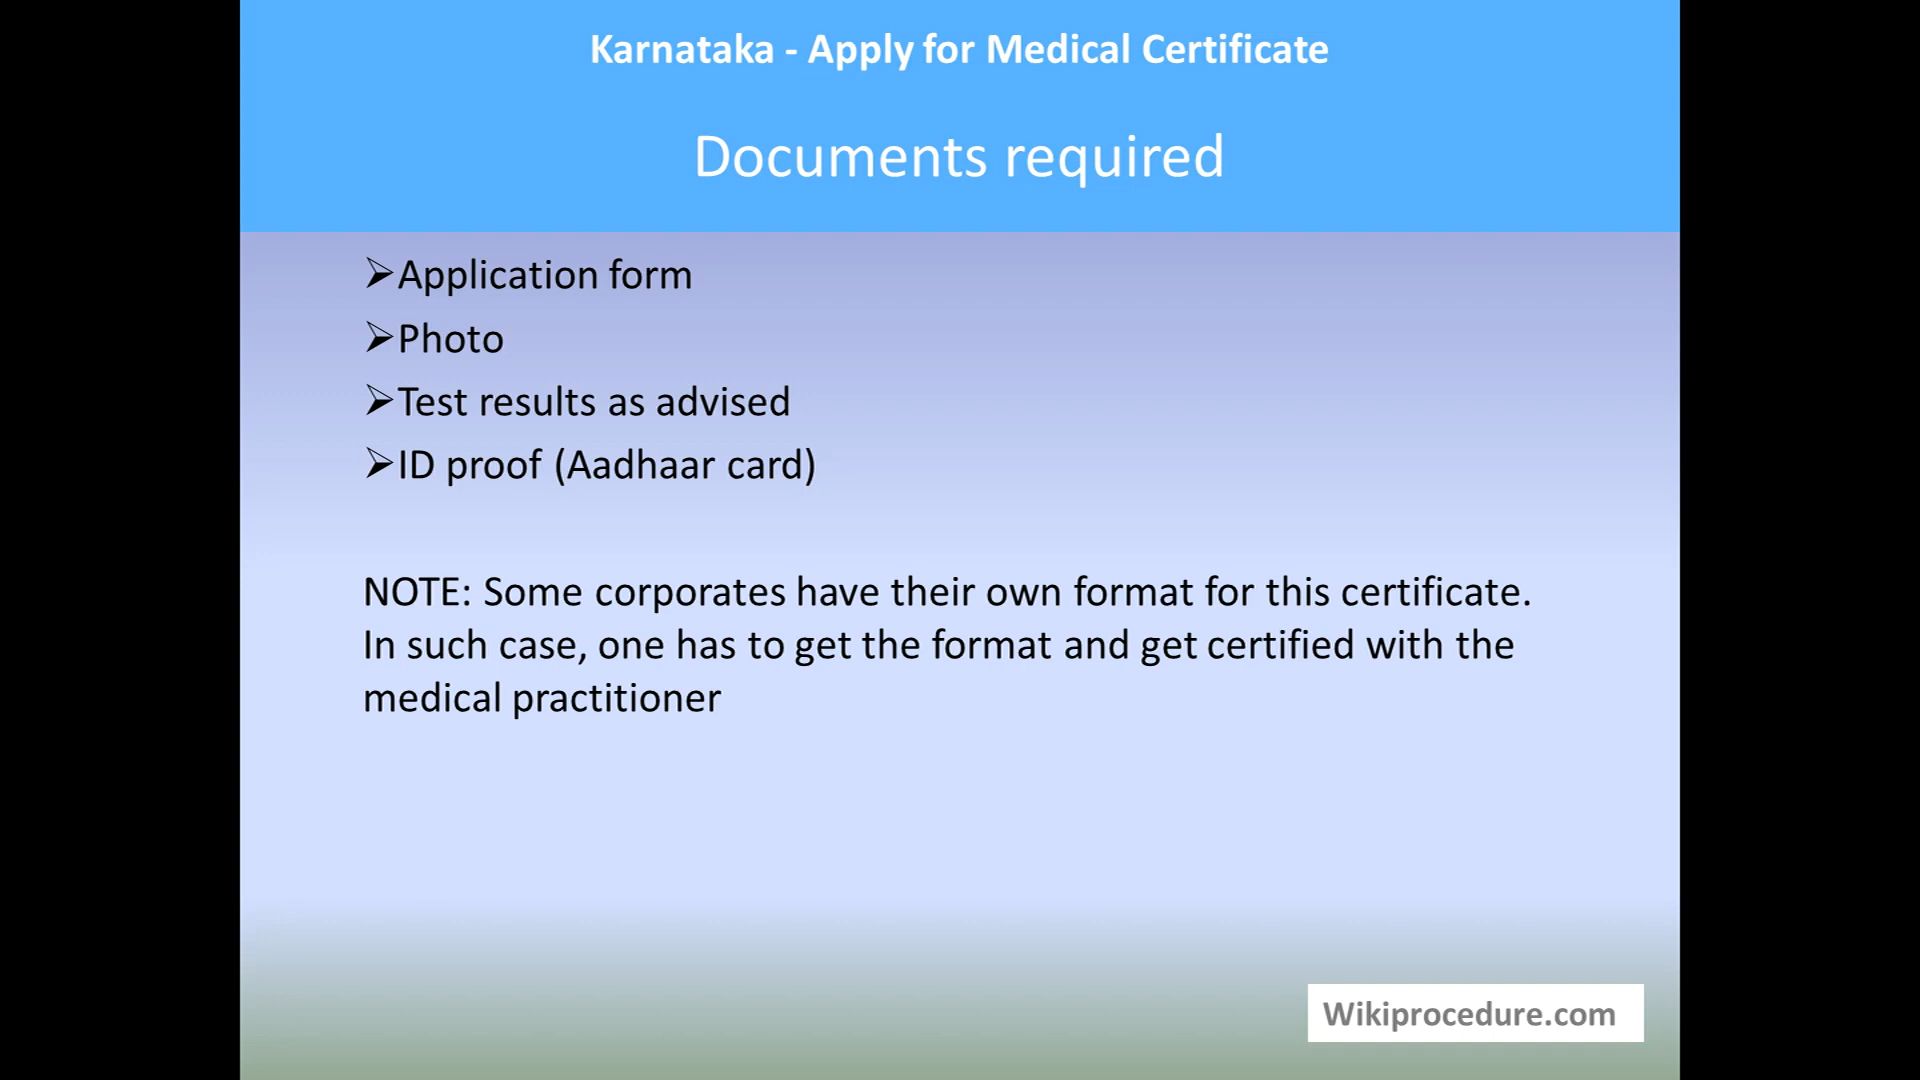 Karnataka - Apply for Medical Certificate
Documents required
➢Application form
➢Photo
➢Test results as advised
➢ID proof (Aadhaar card)
NOTE: Some corporates have their own format for this certificate.
In such case, one has to get the format and get certified with the
medical practitioner
Wikiprocedure.com